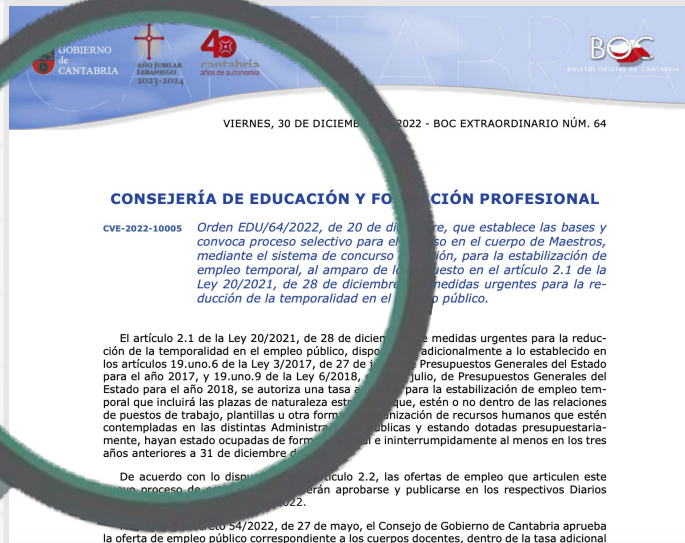 GOBIERNO
de
CANTABRIA
AÑO JUBILAR
LEBANIEGO
2023-2024
40
cantabria
años de autonomía
BOC
BOLETÍN OFICIAL DE CANTABRIA
VIERNES, 30 DE DICIEMB 2022 - BOC EXTRAORDINARIO NÚM. 64
CONSEJERÍA DE EDUCACIÓN Y FO CIÓN PROFESIONAL
CVE-2022-10005
Orden EDU/64/2022, de 20 de di re, que establece las bases y
convoca proceso selectivo para el so en el cuerpo de Maestros,
mediante el sistema de concurso ión, para la estabilización de
empleo temporal, al amparo de lo uesto en el artículo 2.1 de la
Ley 20/2021, de 28 de diciembre medidas urgentes para la re-
ducción de la temporalidad en el o público.
El artículo 2.1 de la Ley 20/2021, de 28 de dicien e medidas urgentes para la reduc-
ción de la temporalidad en el empleo público, dispo adicionalmente a lo establecido en
los artículos 19.uno.6 de la Ley 3/2017, de 27 de j Presupuestos Generales del Estado
para el año 2017, y 19.uno.9 de la Ley 6/2018, julio, de Presupuestos Generales del
Estado para el año 2018, se autoriza una tasa a para la estabilización de empleo tem-
poral que incluirá las plazas de naturaleza estr que, estén o no dentro de las relaciones
de puestos de trabajo, plantillas u otra form anización de recursos humanos que estén
contempladas en las distintas Administra blicas y estando dotadas presupuestaria-
mente, hayan estado ocupadas de form l e ininterrumpidamente al menos en los tres
años anteriores a 31 de diciembre d
De acuerdo con lo dispu ículo 2.2, las ofertas de empleo que articulen este
proceso de erán aprobarse y publicarse en los respectivos Diarios
022.
54/2022, de 27 de mayo, el Consejo de Gobierno de Cantabria aprueba
la oferta de empleo público correspondiente a los cuerpos docentes, dentro de la tasa adicional